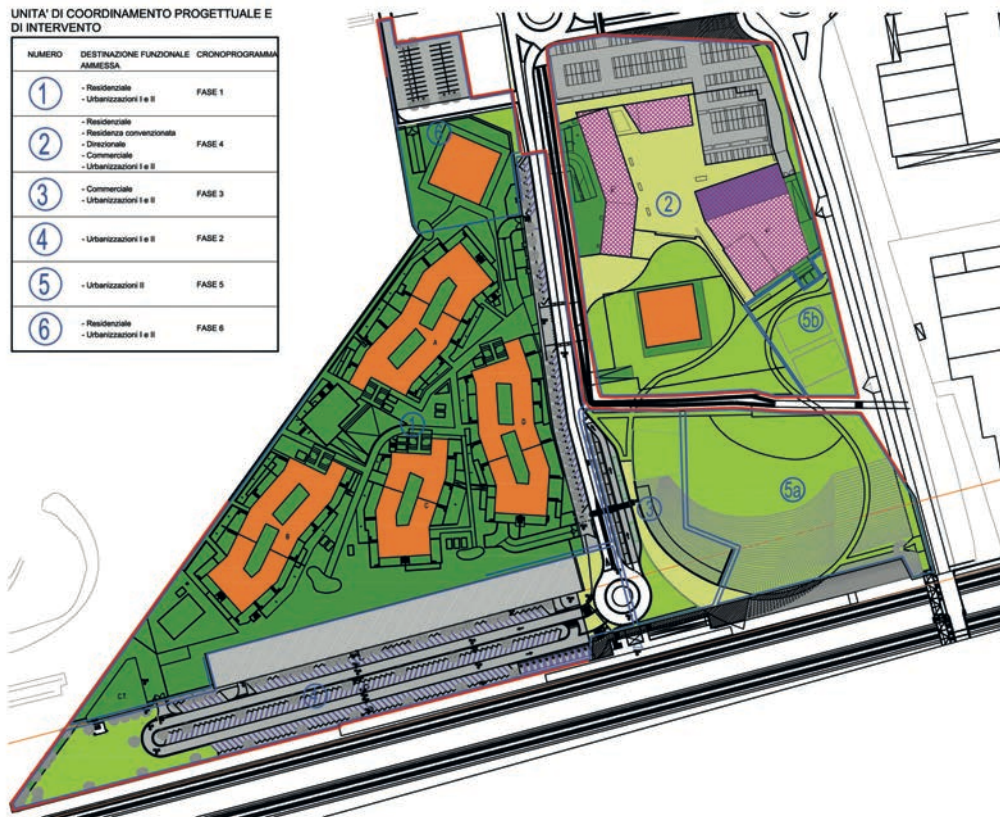 UNITA' DI COORDINAMENTO PROGETTUALE E
DI INTERVENTO
NUMERO DESTINAZIONE FUNZIONALE CRONOPROGRAMMA
AMMESSA
1 - Residenziale FASE 1
- Urbanizzazioni I e II
2 - Residenziale FASE 4
- Residenza convenzionata
- Direzionale
- Commerciale
- Urbanizzazioni I e II
3 - Commerciale FASE 3
- Urbanizzazioni I e II
4 - Urbanizzazioni I e II FASE 2
5 - Urbanizzazioni II FASE 5
6 - Residenziale FASE 6
- Urbanizzazioni I e II
6
2
5b
A
D
1
C
B
5a
3
C.T.